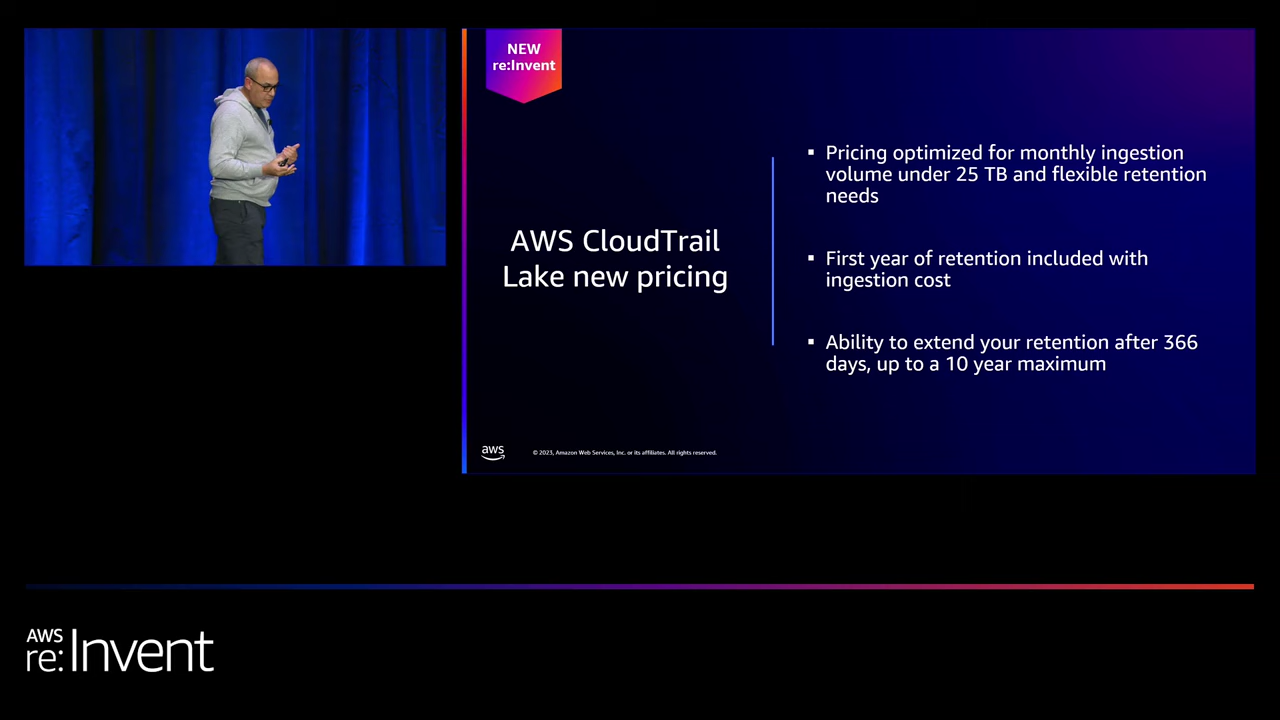 NEW
re:Invent
AWS CloudTrail
Lake new pricing
▪ Pricing optimized for monthly ingestion
volume under 25 TB and flexible retention
needs
▪ First year of retention included with
ingestion cost
▪ Ability to extend your retention after 366
days, up to a 10 year maximum
aws
© 2023, Amazon Web Services, Inc. or its affiliates. All rights reserved.
AWS
re:Invent